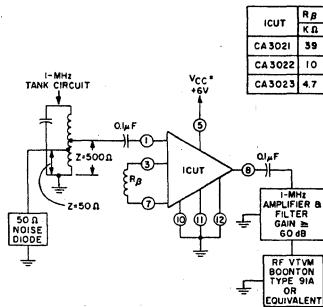 ICUT
Rβ
KΩ
CA3021 39
CA3022 10
CA3023 4.7
1-MHz
TANK CIRCUIT
VCC=
+6V
0.1μF
Z=500Ω
Z=50Ω
50 Ω
NOISE
DIODE
1
3
7
Rβ
ICUT
5
8
10
11
12
0.1μF
1-MHz
AMPLIFIER &
FILTER
GAIN ≥
60 dB
RF VTVM
BOONTON
TYPE 91A
OR
EQUIVALENT